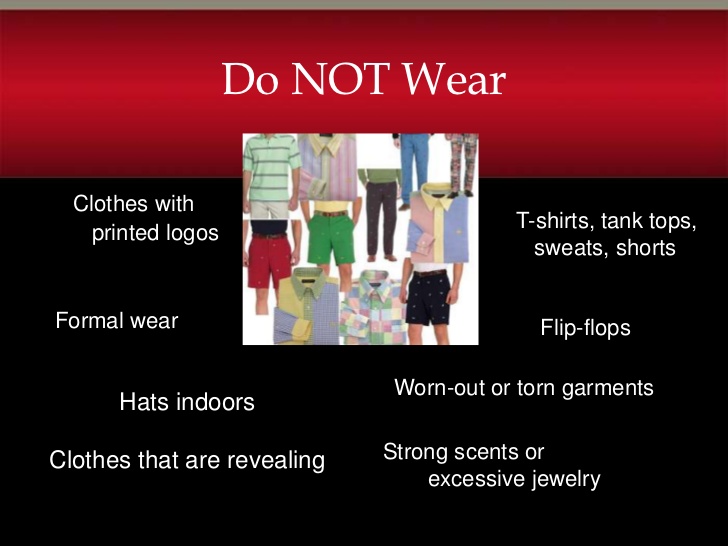 Do NOT Wear
Clothes with
printed logos
T-shirts, tank tops,
sweats, shorts
Formal wear
Flip-flops
Hats indoors
Worn-out or torn garments
Clothes that are revealing
Strong scents or
excessive jewelry